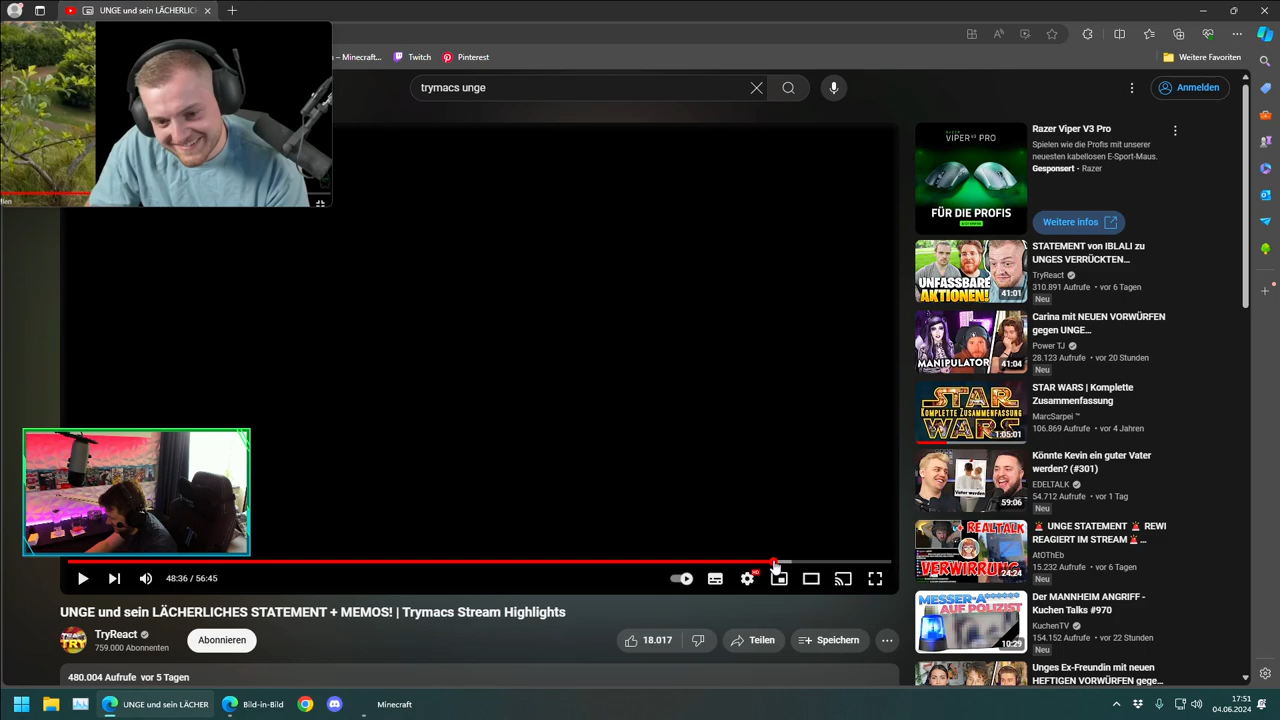 UNGE und sein LÄCHERLIC
– Minecraft...
Twitch
Pinterest
Weitere Favoriten
trymacs unge
Anmelden
VIPER V3 PRO
FÜR DIE PROFIS
Razer Viper V3 Pro
Spielen wie die Profis mit unserer
neuesten kabellosen E-Sport-Maus.
Gesponsert - Razer
Weitere infos
UNFASSBARE
AKTIONEN!
41:01
STATEMENT von IBLALI zu
UNGES VERRÜCKTEN...
TryReact
310.891 Aufrufe • vor 6 Tagen
Neu
MANIPULATOR
41:04
Carina mit NEUEN VORWÜRFEN
gegen UNGE...
Power TJ
28.123 Aufrufe • vor 20 Stunden
Neu
STAR
KOMPLETTE ZUSAMMENFASSUNG
WARS
1:05:01
STAR WARS | Komplette
Zusammenfassung
MarcSarpei ™
106.869 Aufrufe • vor 4 Jahren
Vater werden?
59:06
Könnte Kevin ein guter Vater
werden? (#301)
EDELTALK
54.712 Aufrufe • vor 1 Tag
Neu
REALTALK
VERWIRRUNG
24:24
UNGE STATEMENT REWI
REAGIERT IM STREAM ...
AtOThEb
15.232 Aufrufe • vor 6 Tagen
Neu
MESSER-A******
AUF POLIZIST
10:29
Der MANNHEIM ANGRIFF -
Kuchen Talks #970
KuchenTV
154.152 Aufrufe • vor 22 Stunden
Neu
Unges Ex-Freundin mit neuen
HEFTIGEN VORWÜRFEN gege...
48:36 / 56:45
HD
UNGE und sein LÄCHERLICHES STATEMENT + MEMOS! | Trymacs Stream Highlights
TryReact
759.000 Abonnenten
Abonnieren
18.017
Teilen
Speichern
480.004 Aufrufe vor 5 Tagen
UNGE und sein LÄCHER
Bild-in-Bild
Minecraft
17:51
04.06.2024